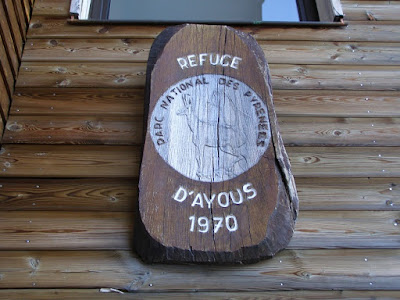 REFUGE
PARC NATIONAL DES PYRENEES
D'AYOUS
1970